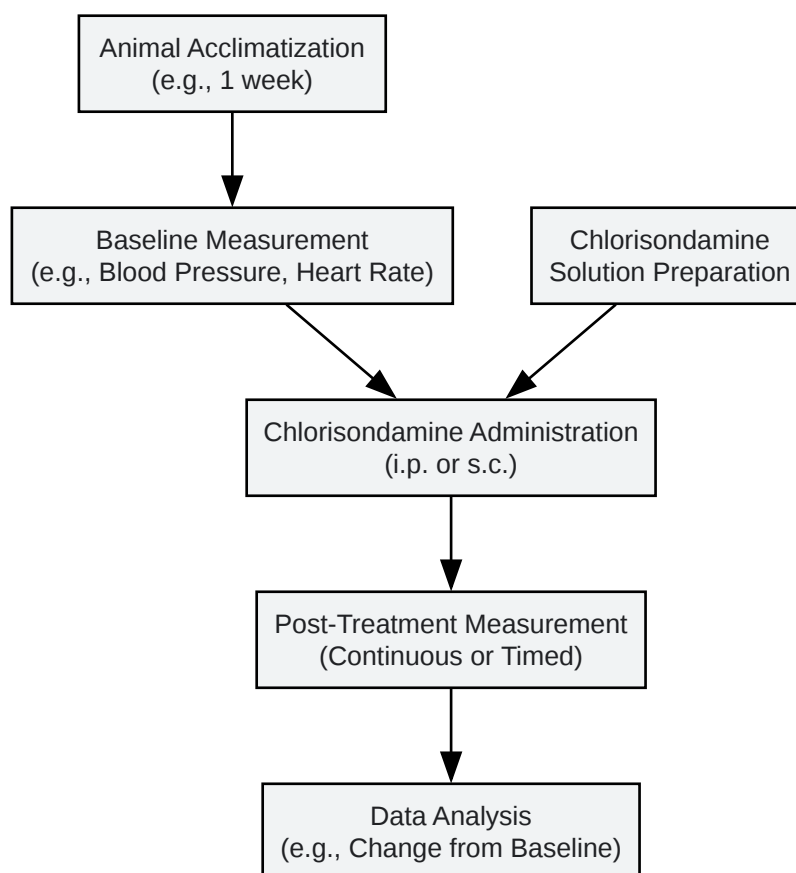 Animal Acclimatization
(e.g., 1 week)
Baseline Measurement
(e.g., Blood Pressure, Heart Rate)
Chlorisondamine
Solution Preparation
Chlorisondamine Administration
(i.p. or s.c.)
Post-Treatment Measurement
(Continuous or Timed)
Data Analysis
(e.g., Change from Baseline)